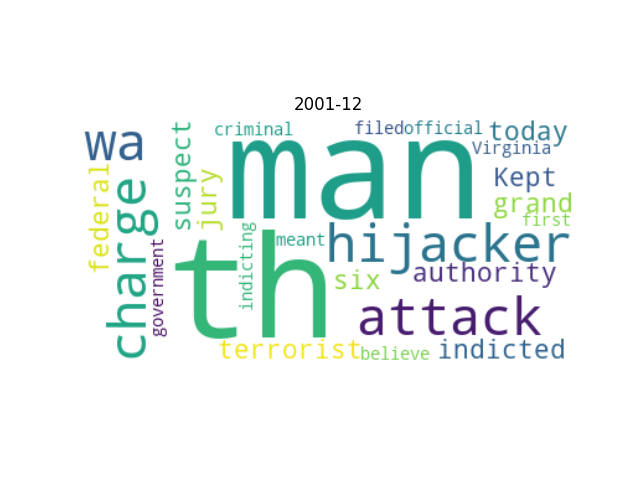 2001-12
criminal
filed
official
today
wa
suspect
man
Virginia
federal
jury
Kept
charge
grand
first
government
th
indicting
meant
hijacker
six
authority
attack
terrorist
believe
indicted